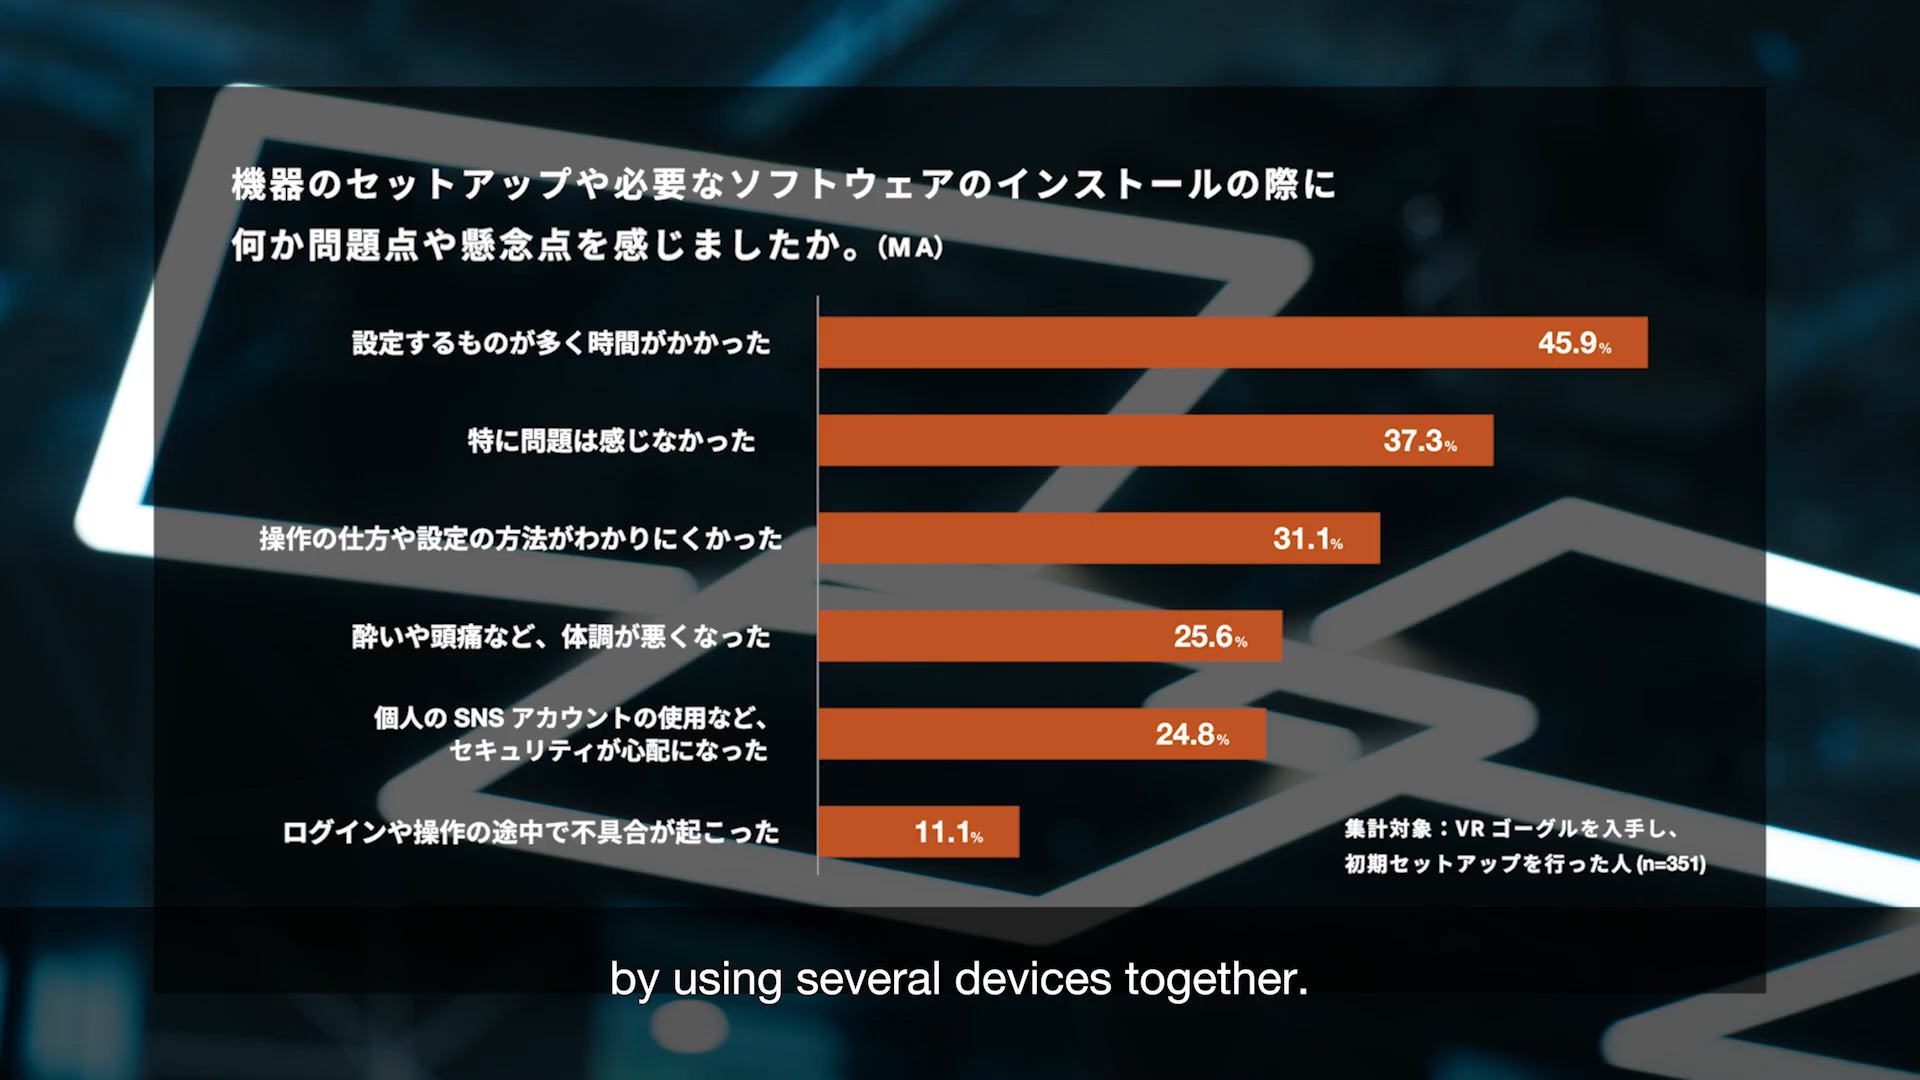 機器のセットアップや必要なソフトウェアのインストールの際に
何か問題点や懸念点を感じましたか。(MA)
設定するものが多く時間がかかった 45.9%
特に問題は感じなかった 37.3%
操作の仕方や設定の方法がわかりにくかった 31.1%
酔いや頭痛など、体調が悪くなった 25.6%
個人の SNS アカウントの使用など、
セキュリティが心配になった 24.8%
ログインや操作の途中で不具合が起こった 11.1%
集計対象：VR ゴーグルを入手し、
初期セットアップを行った人 (n=351)
by using several devices together.